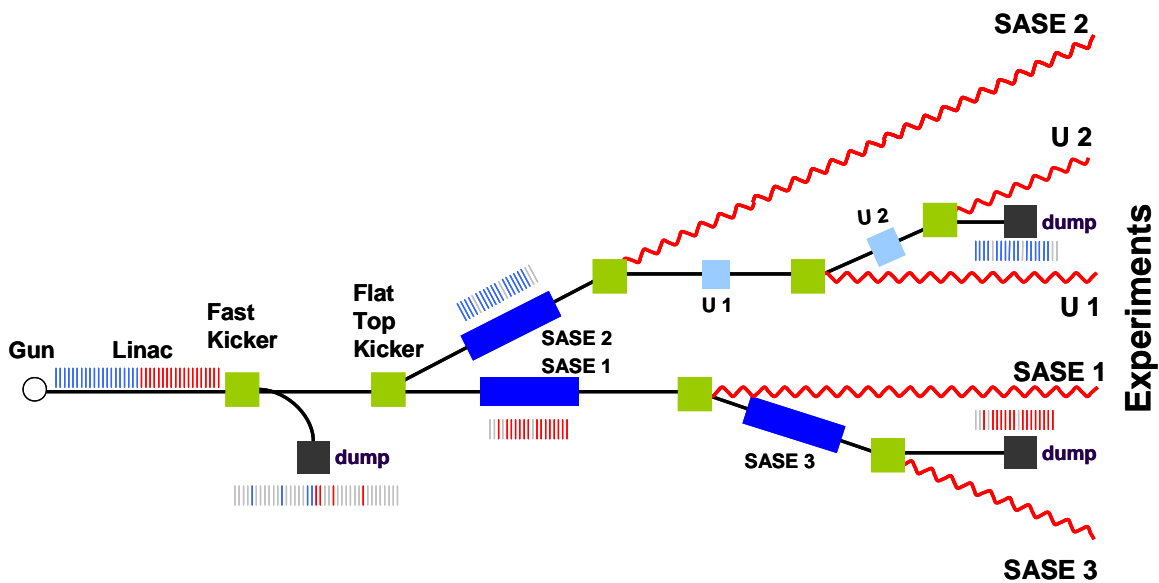 SASE 2
U 2
U 2
dump
U 1
U 1
Experiments
Flat
Top
Kicker
Fast
Kicker
Gun
Linac
SASE 2
SASE 1
SASE 1
dump
SASE 3
dump
SASE 3